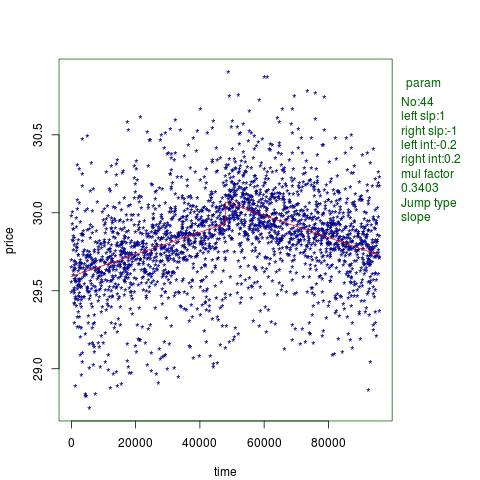 param
No:44
left slp:1
right slp:-1
left int:-0.2
right int:0.2
mul factor
0.3403
Jump type
slope
price
30.5
30.0
29.5
29.0
0 20000 40000 60000 80000
time